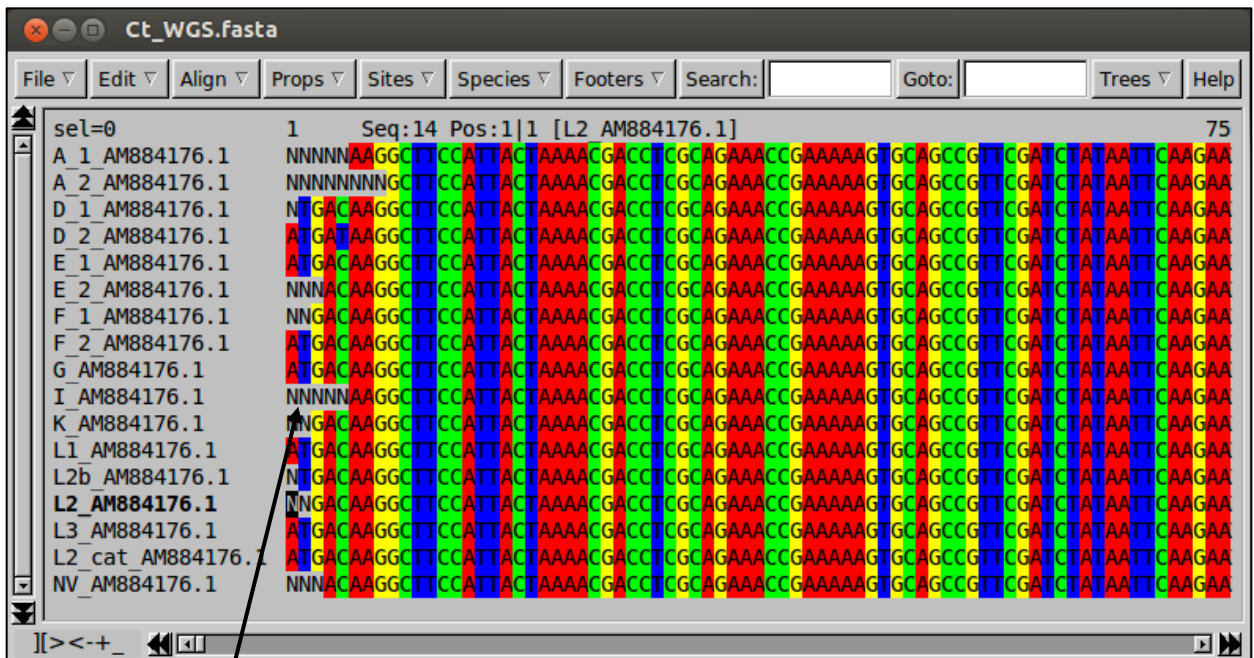 Ct_WGS.fasta
File Edit Align Props Sites Species Footers Search: Goto: Trees Help
sel=0 1 Seq:14 Pos:1|1 [L2_AM884176.1] 75
A_1_AM884176.1 NNNNNAAGGCTTCCATTACTAAAACGACCTCGCAGAAACCGAAAAAGTGCAGCCGTTCGATCTATAATTCAAGAA
A_2_AM884176.1 NNNNNNNNGCTTCCATTACTAAAACGACCTCGCAGAAACCGAAAAAGTGCAGCCGTTCGATCTATAATTCAAGAA
D_1_AM884176.1 NTGACAAGGCTTCCATTACTAAAACGACCTCGCAGAAACCGAAAAAGTGCAGCCGTTCGATCTATAATTCAAGAA
D_2_AM884176.1 ATGATAAGGCTTCCATTACTAAAACGACCTCGCAGAAACCGAAAAAGTGCAGCCGTTCGATCTATAATTCAAGAA
E_1_AM884176.1 ATGACAAGGCTTCCATTACTAAAACGACCTCGCAGAAACCGAAAAAGTGCAGCCGTTCGATCTATAATTCAAGAA
E_2_AM884176.1 NNNACAAGGCTTCCATTACTAAAACGACCTCGCAGAAACCGAAAAAGTGCAGCCGTTCGATCTATAATTCAAGAA
F_1_AM884176.1 NNGACAAGGCTTCCATTACTAAAACGACCTCGCAGAAACCGAAAAAGTGCAGCCGTTCGATCTATAATTCAAGAA
F_2_AM884176.1 ATGACAAGGCTTCCATTACTAAAACGACCTCGCAGAAACCGAAAAAGTGCAGCCGTTCGATCTATAATTCAAGAA
G_AM884176.1 ATGACAAGGCTTCCATTACTAAAACGACCTCGCAGAAACCGAAAAAGTGCAGCCGTTCGATCTATAATTCAAGAA
I_AM884176.1 NNNNNAAGGCTTCCATTACTAAAACGACCTCGCAGAAACCGAAAAAGTGCAGCCGTTCGATCTATAATTCAAGAA
K_AM884176.1 NNGACAAGGCTTCCATTACTAAAACGACCTCGCAGAAACCGAAAAAGTGCAGCCGTTCGATCTATAATTCAAGAA
L1_AM884176.1 ATGACAAGGCTTCCATTACTAAAACGACCTCGCAGAAACCGAAAAAGTGCAGCCGTTCGATCTATAATTCAAGAA
L2b_AM884176.1 NTGACAAGGCTTCCATTACTAAAACGACCTCGCAGAAACCGAAAAAGTGCAGCCGTTCGATCTATAATTCAAGAA
L2_AM884176.1 NNGACAAGGCTTCCATTACTAAAACGACCTCGCAGAAACCGAAAAAGTGCAGCCGTTCGATCTATAATTCAAGAA
L3_AM884176.1 ATGACAAGGCTTCCATTACTAAAACGACCTCGCAGAAACCGAAAAAGTGCAGCCGTTCGATCTATAATTCAAGAA
L2_cat_AM884176.1 ATGACAAGGCTTCCATTACTAAAACGACCTCGCAGAAACCGAAAAAGTGCAGCCGTTCGATCTATAATTCAAGAA
NV_AM884176.1 NNNACAAGGCTTCCATTACTAAAACGACCTCGCAGAAACCGAAAAAGTGCAGCCGTTCGATCTATAATTCAAGAA
][><-+_